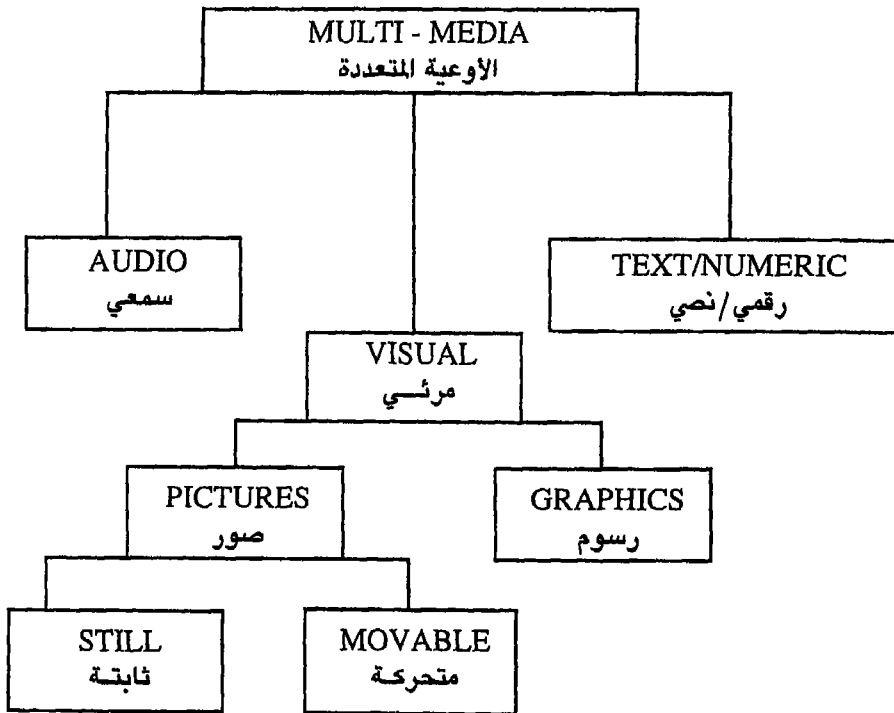 MULTI - MEDIA
الأوعية المتعددة
AUDIO
سمعي
TEXT/NUMERIC
رقمي/نصي
VISUAL
مرئــي
PICTURES
صور
GRAPHICS
رسوم
STILL
ثابتـة
MOVABLE
متحركـة